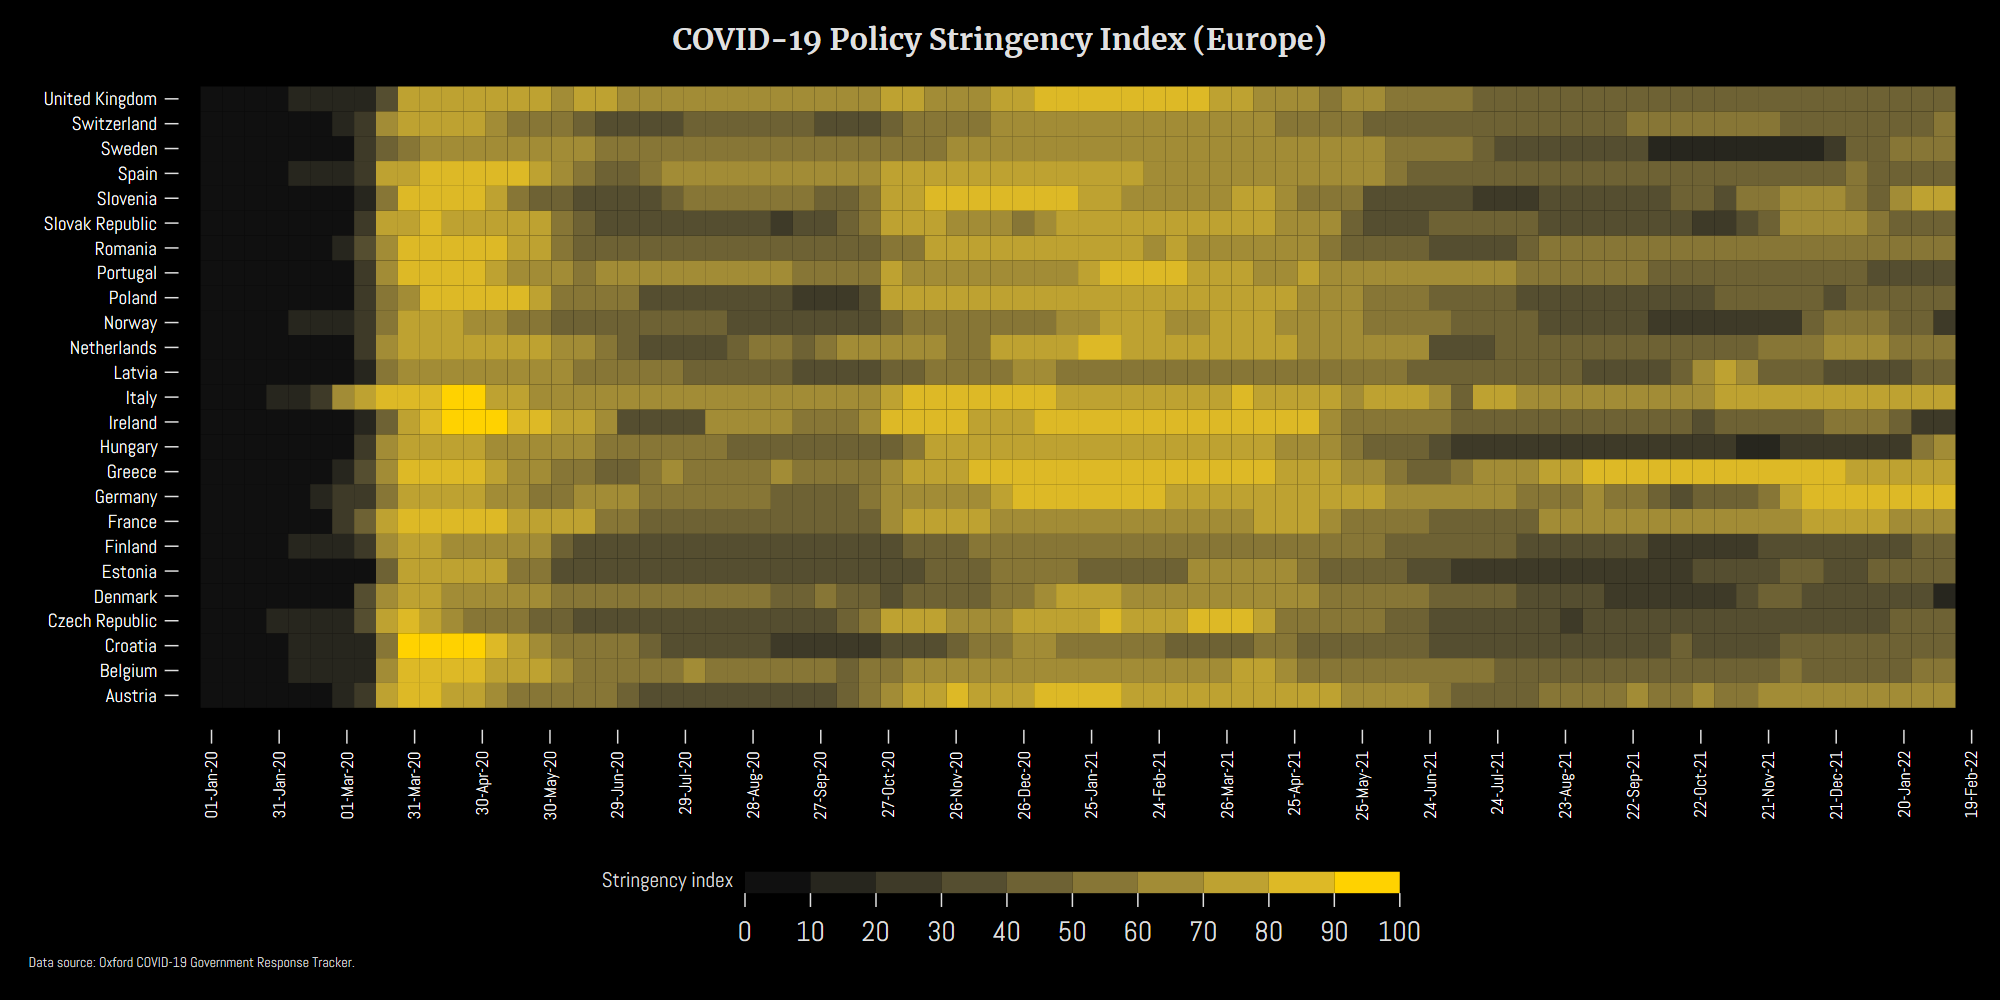 COVID-19 Policy Stringency Index (Europe)
United Kingdom
Switzerland
Sweden
Spain
Slovenia
Slovak Republic
Romania
Portugal
Poland
Norway
Netherlands
Latvia
Italy
Ireland
Hungary
Greece
Germany
France
Finland
Estonia
Denmark
Czech Republic
Croatia
Belgium
Austria
01-Jan-20
31-Jan-20
01-Mar-20
31-Mar-20
30-Apr-20
30-May-20
29-Jun-20
29-Jul-20
28-Aug-20
27-Sep-20
27-Oct-20
26-Nov-20
26-Dec-20
25-Jan-21
24-Feb-21
26-Mar-21
25-Apr-21
25-May-21
24-Jun-21
24-Jul-21
23-Aug-21
22-Sep-21
22-Oct-21
21-Nov-21
21-Dec-21
20-Jan-22
19-Feb-22
Stringency index
0 10 20 30 40 50 60 70 80 90 100
Data source: Oxford COVID-19 Government Response Tracker.